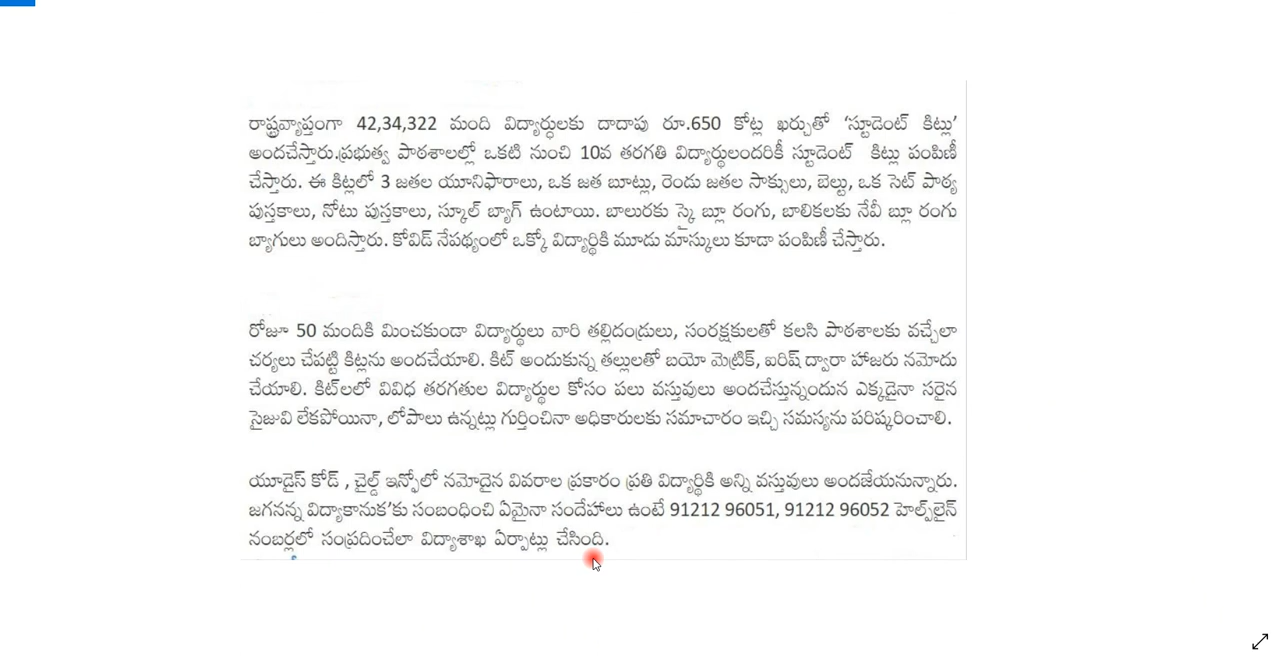 రాష్ట్రవ్యాప్తంగా 42,34,322 మంది విద్యార్థులకు దాదాపు రూ.650 కోట్ల ఖర్చుతో ‘స్టూడెంట్ కిట్లు’
అందచేస్తారు.ప్రభుత్వ పాఠశాలల్లో ఒకటి నుంచి 10వ తరగతి విద్యార్థులందరికీ స్టూడెంట్ కిట్లు పంపిణీ
చేస్తారు. ఈ కిట్లలో 3 జతల యూనిఫారాలు, ఒక జత బూట్లు, రెండు జతల సాక్సులు, బెల్టు, ఒక సెట్ పాఠ్య
పుస్తకాలు, నోటు పుస్తకాలు, స్కూల్ బ్యాగ్ ఉంటాయి. బాలురకు స్కై బ్లూ రంగు, బాలికలకు నేవీ బ్లూ రంగు
బ్యాగులు అందిస్తారు. కోవిడ్ నేపథ్యంలో ఒక్కో విద్యార్థికి మూడు మాస్కులు కూడా పంపిణీ చేస్తారు.
రోజూ 50 మందికి మించకుండా విద్యార్థులు వారి తల్లిదండ్రులు, సంరక్షకులతో కలసి పాఠశాలకు వచ్చేలా
చర్యలు చేపట్టి కిట్లను అందచేయాలి. కిట్ అందుకున్న తల్లులతో బయో మెట్రిక్, ఐరిష్ ద్వారా హాజరు నమోదు
చేయాలి. కిట్‌లలో వివిధ తరగతుల విద్యార్థుల కోసం పలు వస్తువులు అందచేస్తున్నందున ఎక్కడైనా సరైన
సైజువి లేకపోయినా, లోపాలు ఉన్నట్లు గుర్తించినా అధికారులకు సమాచారం ఇచ్చి సమస్యను పరిష్కరించాలి.
యూడైస్ కోడ్ , చైల్డ్ ఇన్ఫోలో నమోదైన వివరాల ప్రకారం ప్రతి విద్యార్థికి అన్ని వస్తువులు అందజేయనున్నారు.
జగనన్న విద్యాకానుక’కు సంబంధించి ఏమైనా సందేహాలు ఉంటే 91212 96051, 91212 96052 హెల్ప్‌లైన్
నంబర్లలో సంప్రదించేలా విద్యాశాఖ ఏర్పాట్లు చేసింది.